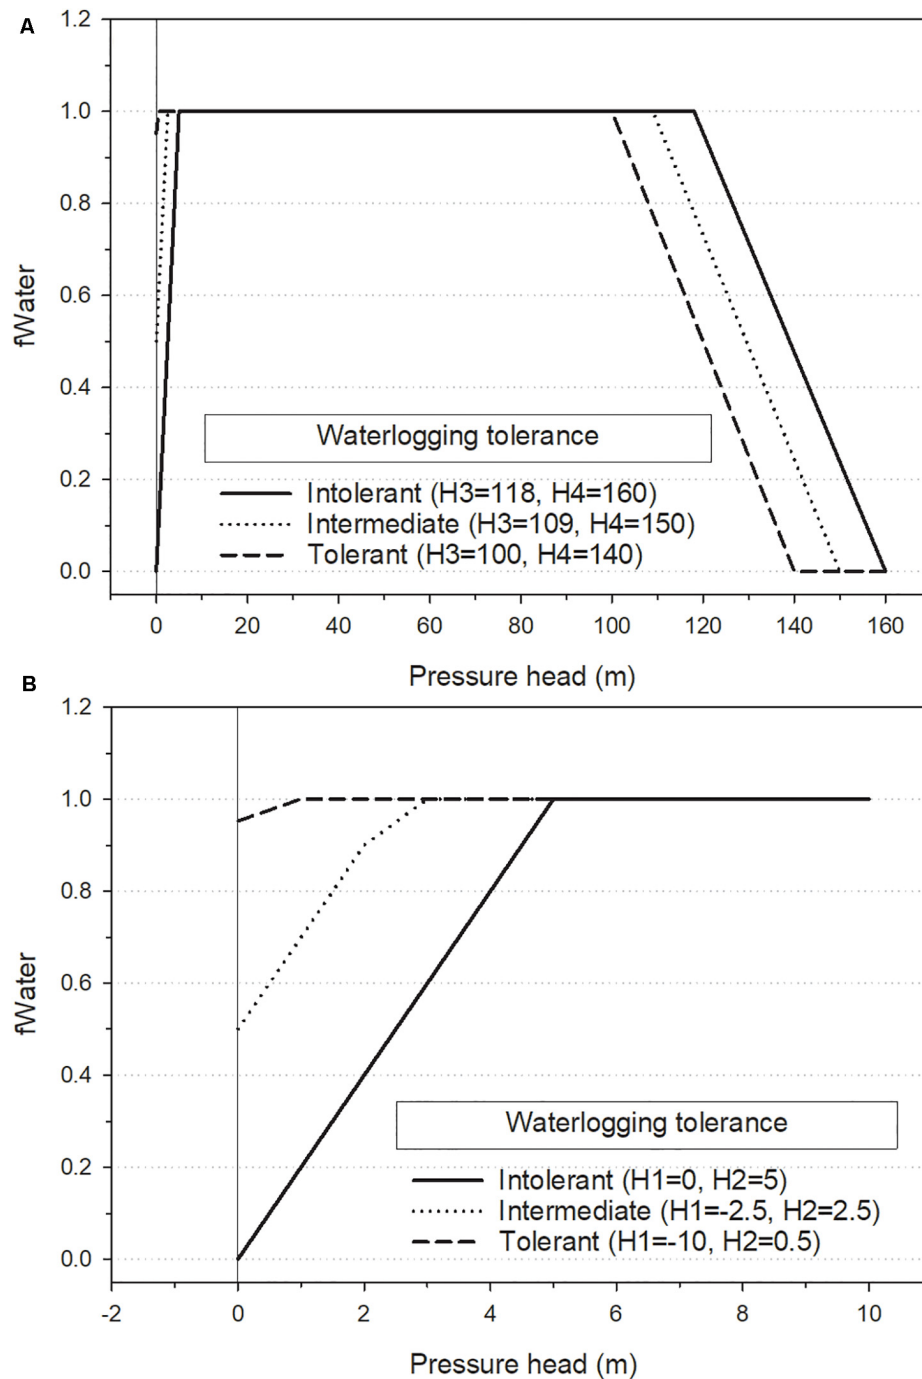 A
1.2
1.0
0.8
0.6
0.4
0.2
0.0
fWater
Waterlogging tolerance
Intolerant (H3=118, H4=160)
Intermediate (H3=109, H4=150)
Tolerant (H3=100, H4=140)
0 20 40 60 80 100 120 140 160
Pressure head (m)
B
1.2
1.0
0.8
0.6
0.4
0.2
0.0
fWater
Waterlogging tolerance
Intolerant (H1=0, H2=5)
Intermediate (H1=-2.5, H2=2.5)
Tolerant (H1=-10, H2=0.5)
-2 0 2 4 6 8 10
Pressure head (m)